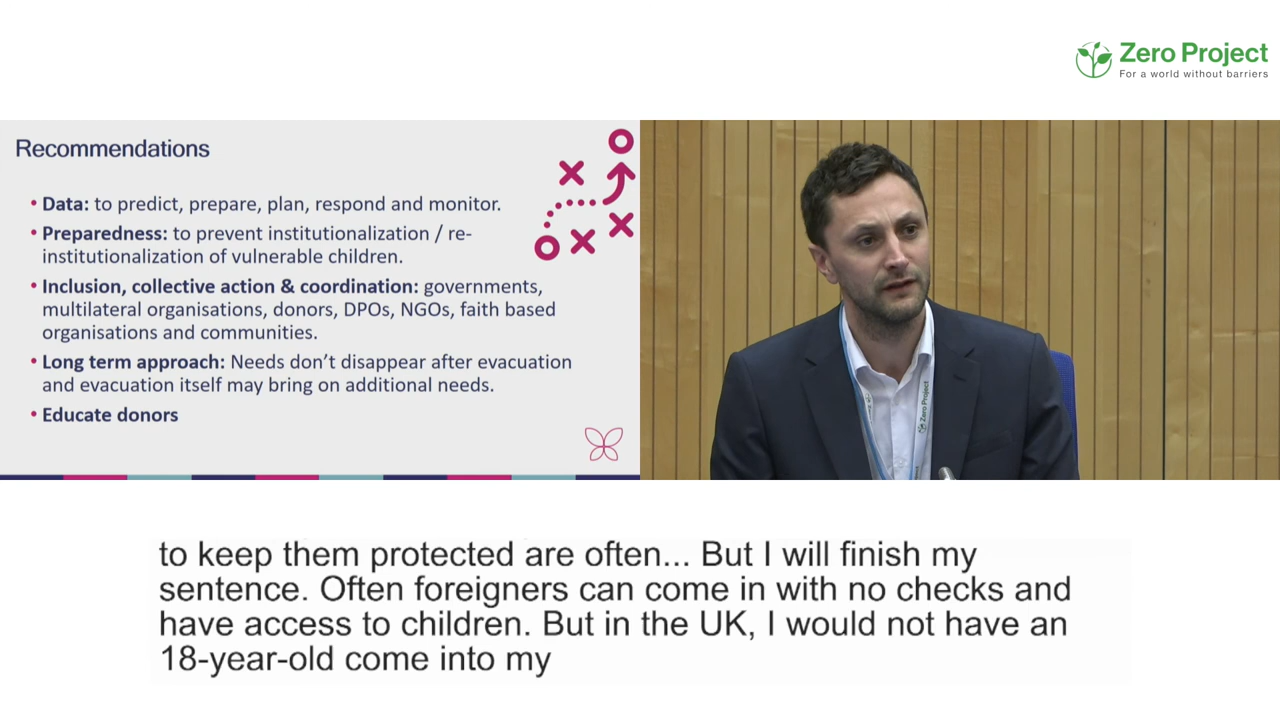 Zero Project
For a world without barriers
Recommendations
• Data: to predict, prepare, plan, respond and monitor.
• Preparedness: to prevent institutionalization / re-
institutionalization of vulnerable children.
• Inclusion, collective action & coordination: governments,
multilateral organisations, donors, DPOs, NGOs, faith based
organisations and communities.
• Long term approach: Needs don't disappear after evacuation
and evacuation itself may bring on additional needs.
• Educate donors
Zero Project
to keep them protected are often... But I will finish my
sentence. Often foreigners can come in with no checks and
have access to children. But in the UK, I would not have an
18-year-old come into my